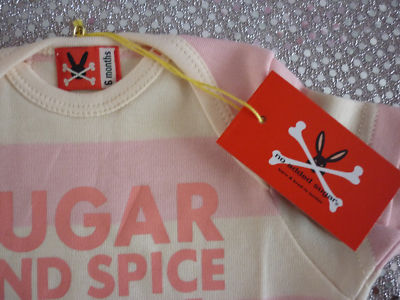 6 months
no added sugar
UGAR
ND SPICE